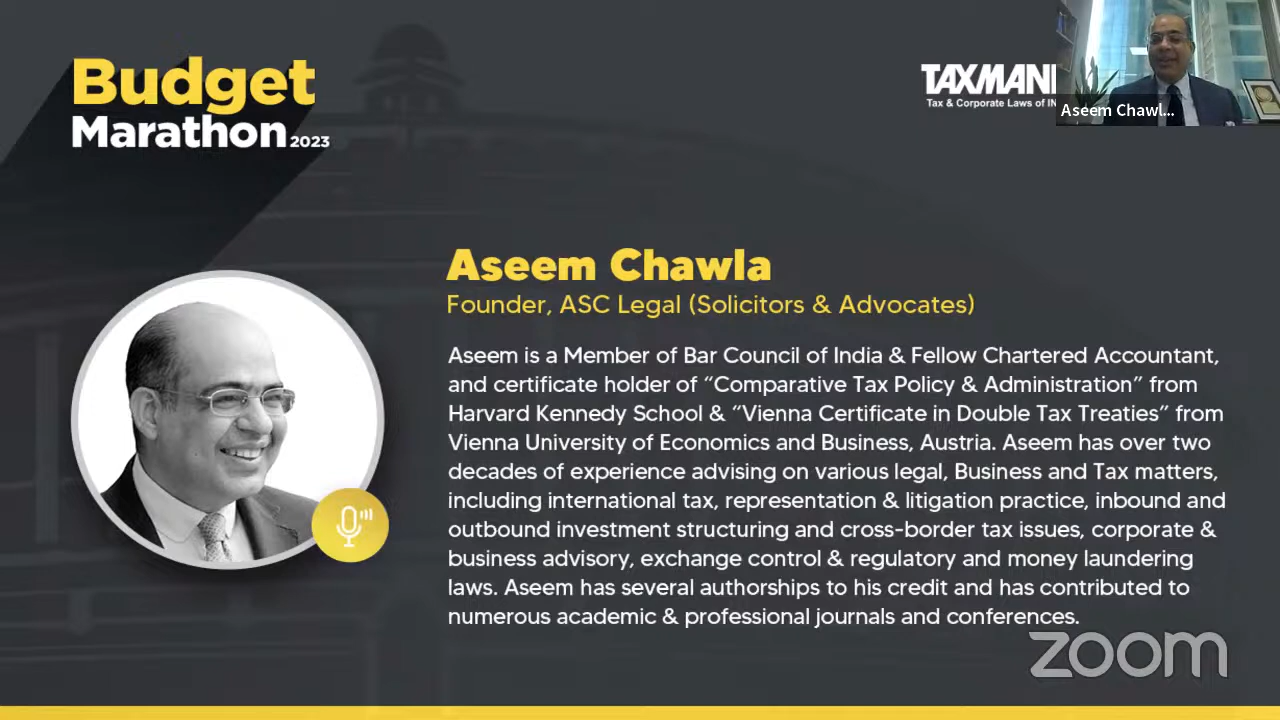 Budget
Marathon 2023
TAXMAN
Tax & Corporate Laws of IN
Aseem Chawl...
Aseem Chawla
Founder, ASC Legal (Solicitors & Advocates)
Aseem is a Member of Bar Council of India & Fellow Chartered Accountant,
and certificate holder of “Comparative Tax Policy & Administration” from
Harvard Kennedy School & “Vienna Certificate in Double Tax Treaties” from
Vienna University of Economics and Business, Austria. Aseem has over two
decades of experience advising on various legal, Business and Tax matters,
including international tax, representation & litigation practice, inbound and
outbound investment structuring and cross-border tax issues, corporate &
business advisory, exchange control & regulatory and money laundering
laws. Aseem has several authorships to his credit and has contributed to
numerous academic & professional journals and conferences.
zoom